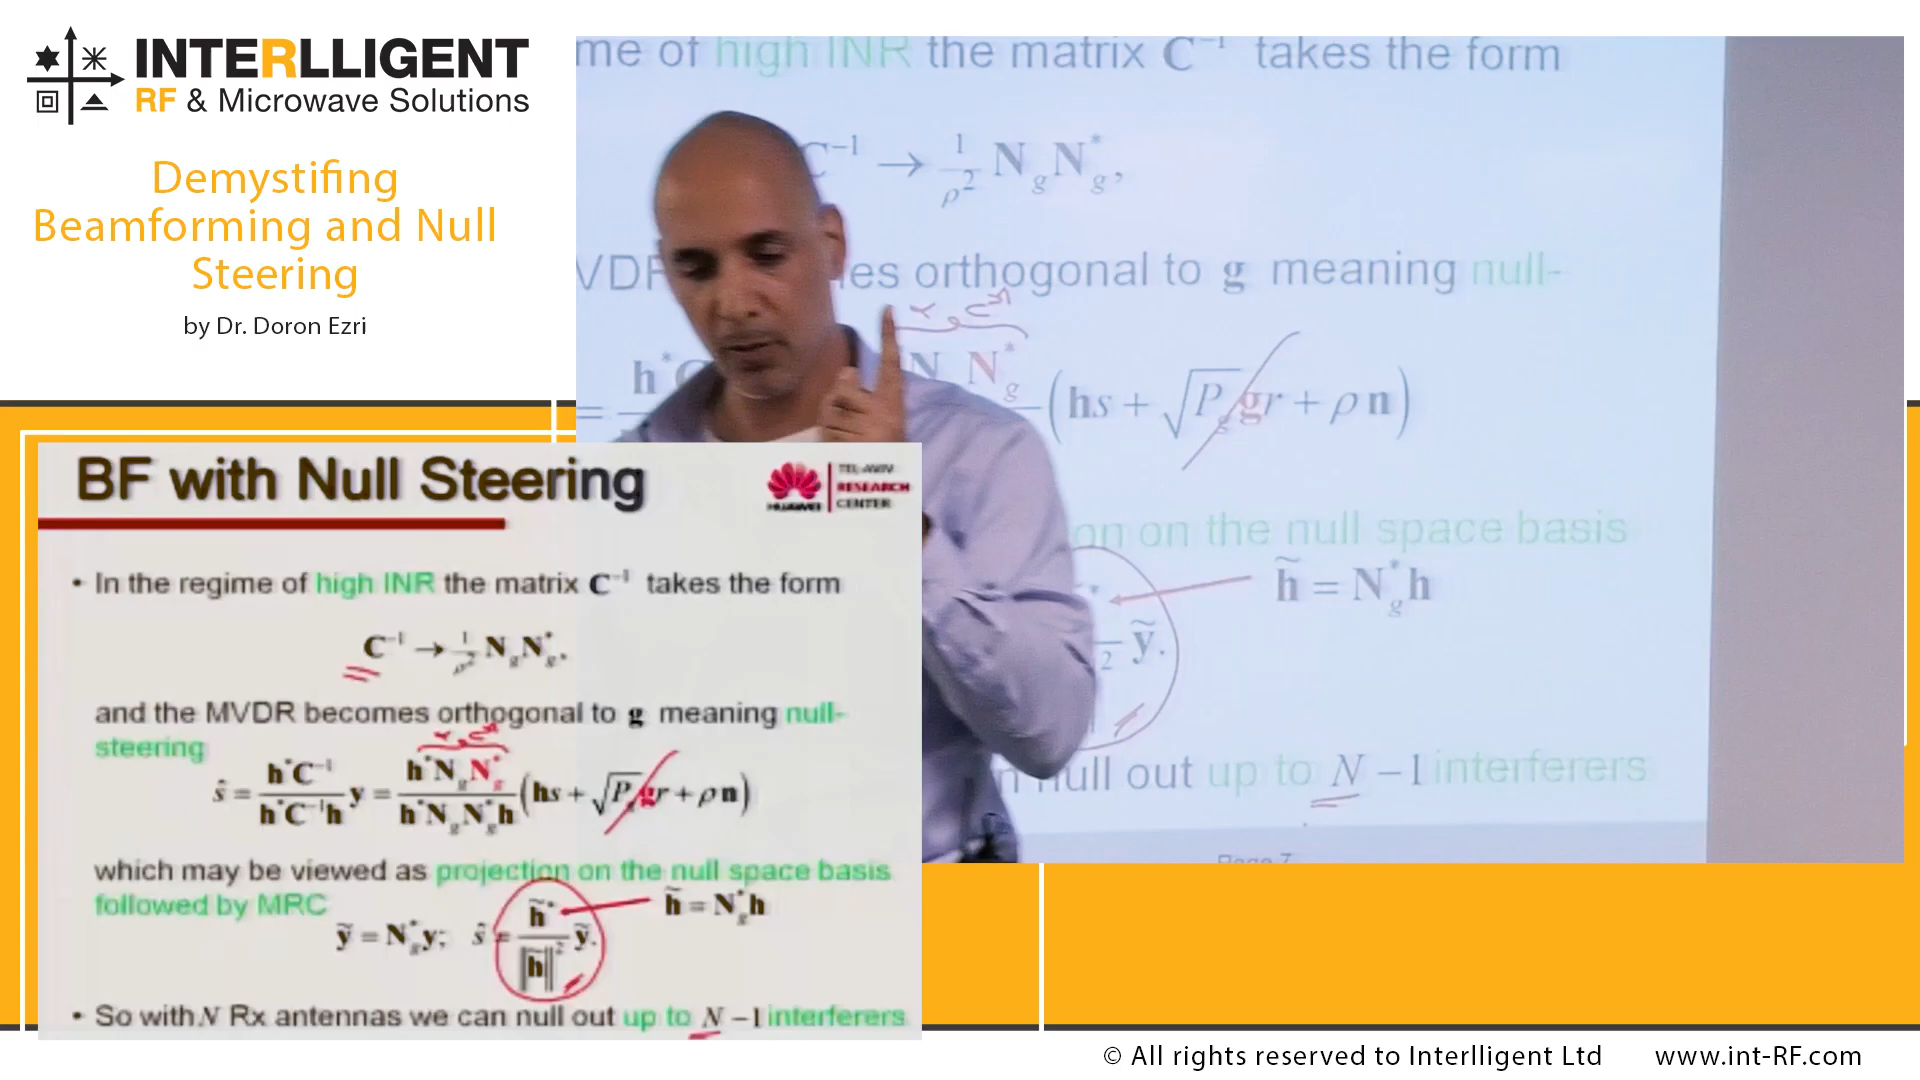 INTERLLIGENT
RF & Microwave Solutions
Demystifing
Beamforming and Null
Steering
by Dr. Doron Ezri
me of high INR the matrix C⁻¹ takes the form
C⁻¹ → 1/ρ² N_g N_g^*,
orthogonal to g meaning null-
h^*
N N_g^* (hs + √P_g gr + ρn)
on on the null space basis
h̃ = N_g^* h
ỹ.
null out up to N − 1 interferers
Page 7
BF with Null Steering
HUAWEI
TEL-AVIV
RESEARCH
CENTER
• In the regime of high INR the matrix C⁻¹ takes the form
C⁻¹ → 1/ρ² N_g N_g^*,
and the MVDR becomes orthogonal to g meaning null-
steering
ŝ = h^*C⁻¹ / h^*C⁻¹h y = h^*N_g N_g^* / h^*N_g N_g^*h (hs + √P_g gr + ρn)
which may be viewed as projection on the null space basis
followed by MRC
ỹ = N_g^* y; ŝ = h̃^* / ‖h̃‖² ỹ. h̃ = N_g^* h
• So with N Rx antennas we can null out up to N − 1 interferers
© All rights reserved to Interlligent Ltd www.int-RF.com